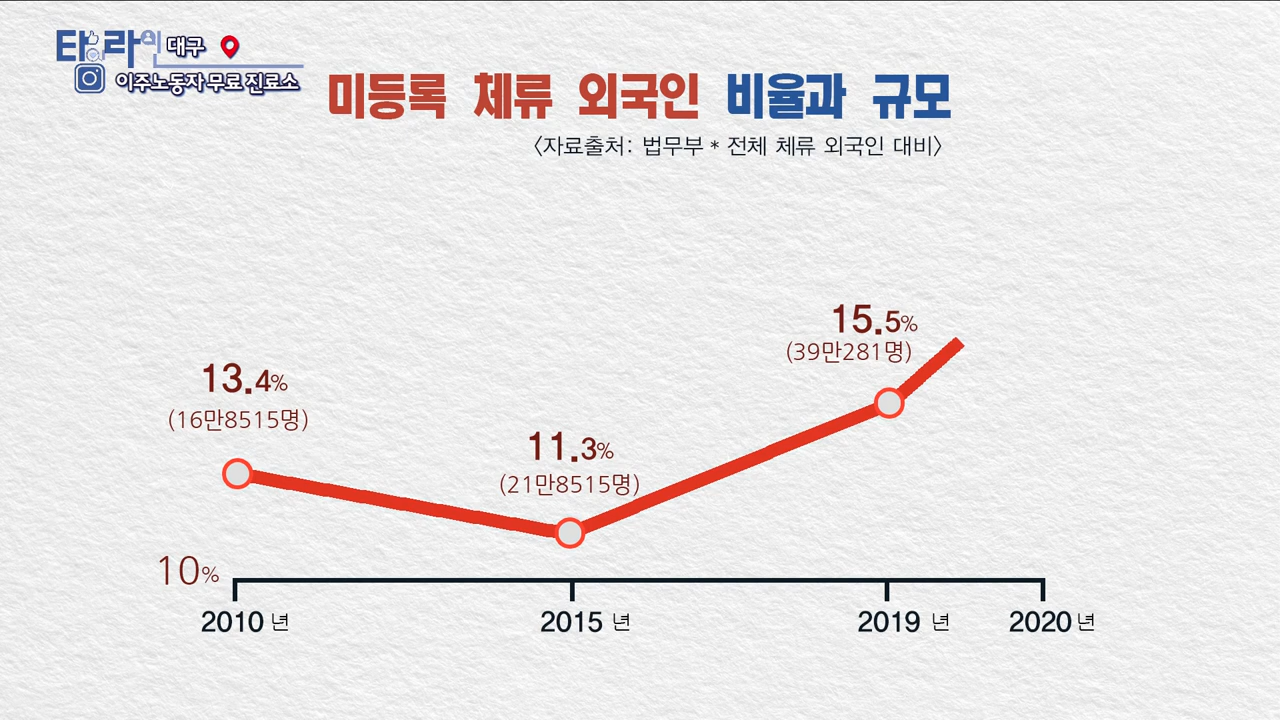 타라의 대구
이주노동자 무료 진료소
미등록 체류 외국인 비율과 규모
<자료출처: 법무부 * 전체 체류 외국인 대비>
15.5%
(39만281명)
13.4%
(16만8515명)
11.3%
(21만8515명)
10%
2010 년 2015 년 2019 년 2020 년